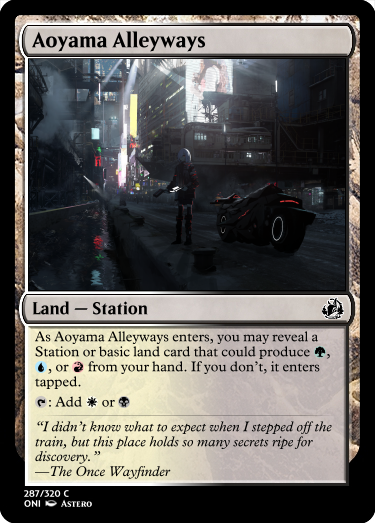 Aoyama Alleyways
Land — Station
As Aoyama Alleyways enters, you may reveal a
Station or basic land card that could produce {G},
{U}, or {R} from your hand. If you don't, it enters
tapped.
{T}: Add {W} or {B}
"I didn't know what to expect when I stepped off the
train, but this place holds so many secrets ripe for
discovery."
—The Once Wayfinder
287/320 C
ONI Astero